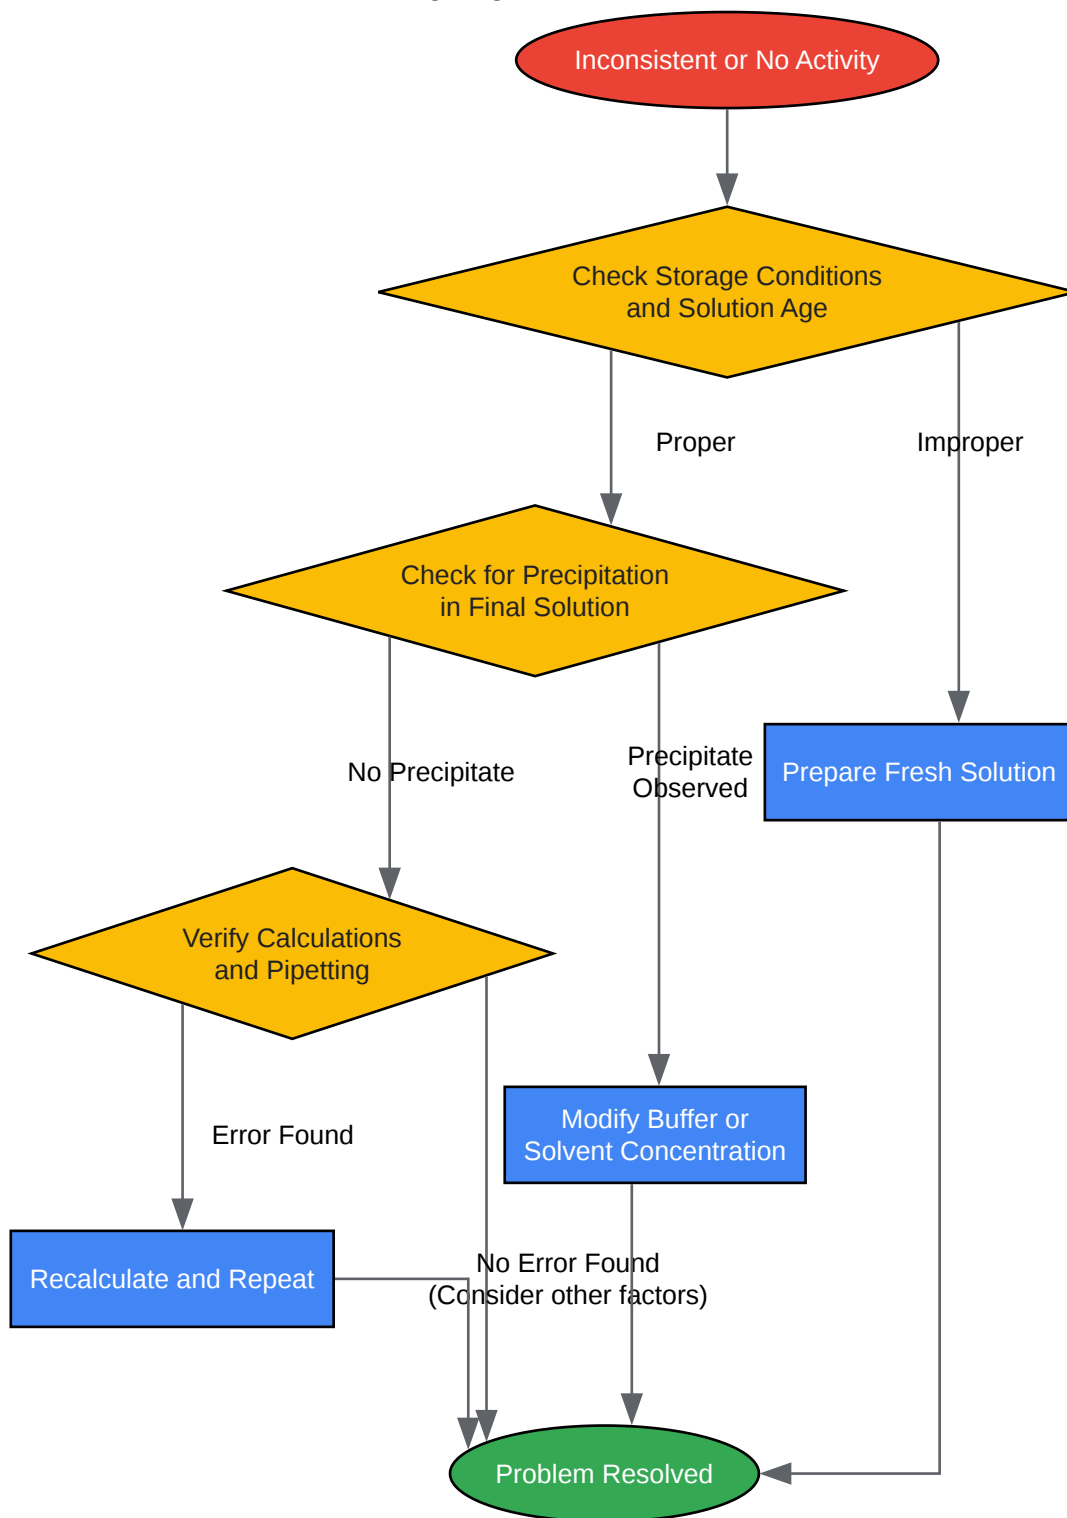 Inconsistent or No Activity
Check Storage Conditions
and Solution Age
Proper
Improper
Check for Precipitation
in Final Solution
No Precipitate
Precipitate
Observed
Prepare Fresh Solution
Verify Calculations
and Pipetting
Error Found
Modify Buffer or
Solvent Concentration
Recalculate and Repeat
No Error Found
(Consider other factors)
Problem Resolved